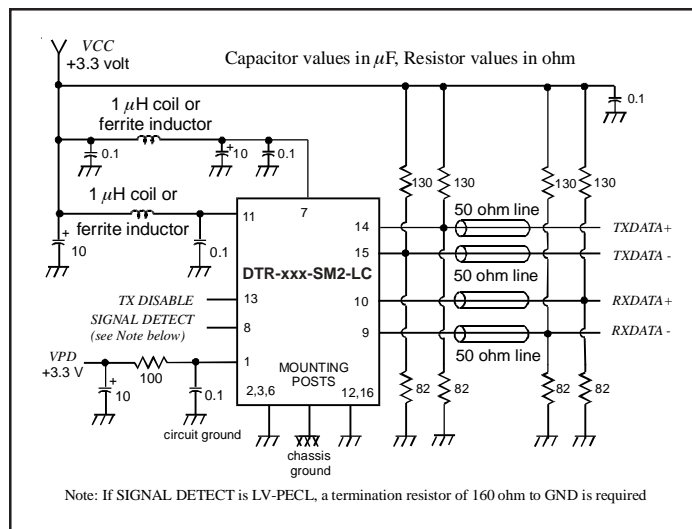 VCC
+3.3 volt
Capacitor values in µF, Resistor values in ohm
0.1
1 µH coil or
ferrite inductor
0.1
+
10
0.1
130
130
130
130
1 µH coil or
ferrite inductor
7
11
+
10
0.1
14
50 ohm line
TXDATA+
15
TXDATA -
DTR-xxx-SM2-LC
50 ohm line
TX DISABLE
13
10
RXDATA+
SIGNAL DETECT
8
9
RXDATA -
(see Note below)
50 ohm line
VPD
+3.3 V
1
100
MOUNTING
POSTS
+
10
0.1
2,3,6
12,16
82
82
82
82
circuit ground
chassis
ground
Note: If SIGNAL DETECT is LV-PECL, a termination resistor of 160 ohm to GND is required